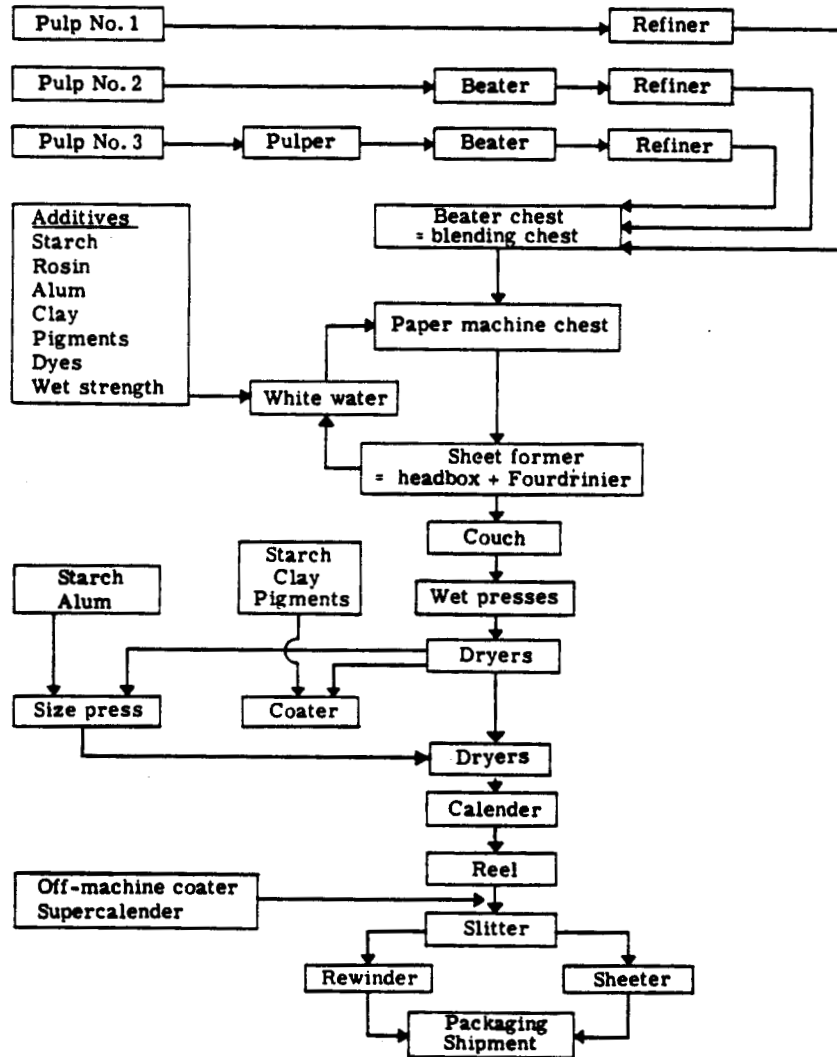 Pulp No. 1
Refiner
Pulp No. 2
Beater
Refiner
Pulp No. 3
Pulper
Beater
Refiner
Additives
Starch
Rosin
Alum
Clay
Pigments
Dyes
Wet strength
Beater chest
= blending chest
Paper machine chest
White water
Sheet former
= headbox + Fourdrinier
Couch
Starch
Alum
Starch
Clay
Pigments
Wet presses
Dryers
Size press
Coater
Dryers
Calender
Reel
Off-machine coater
Supercalender
Slitter
Rewinder
Sheeter
Packaging
Shipment